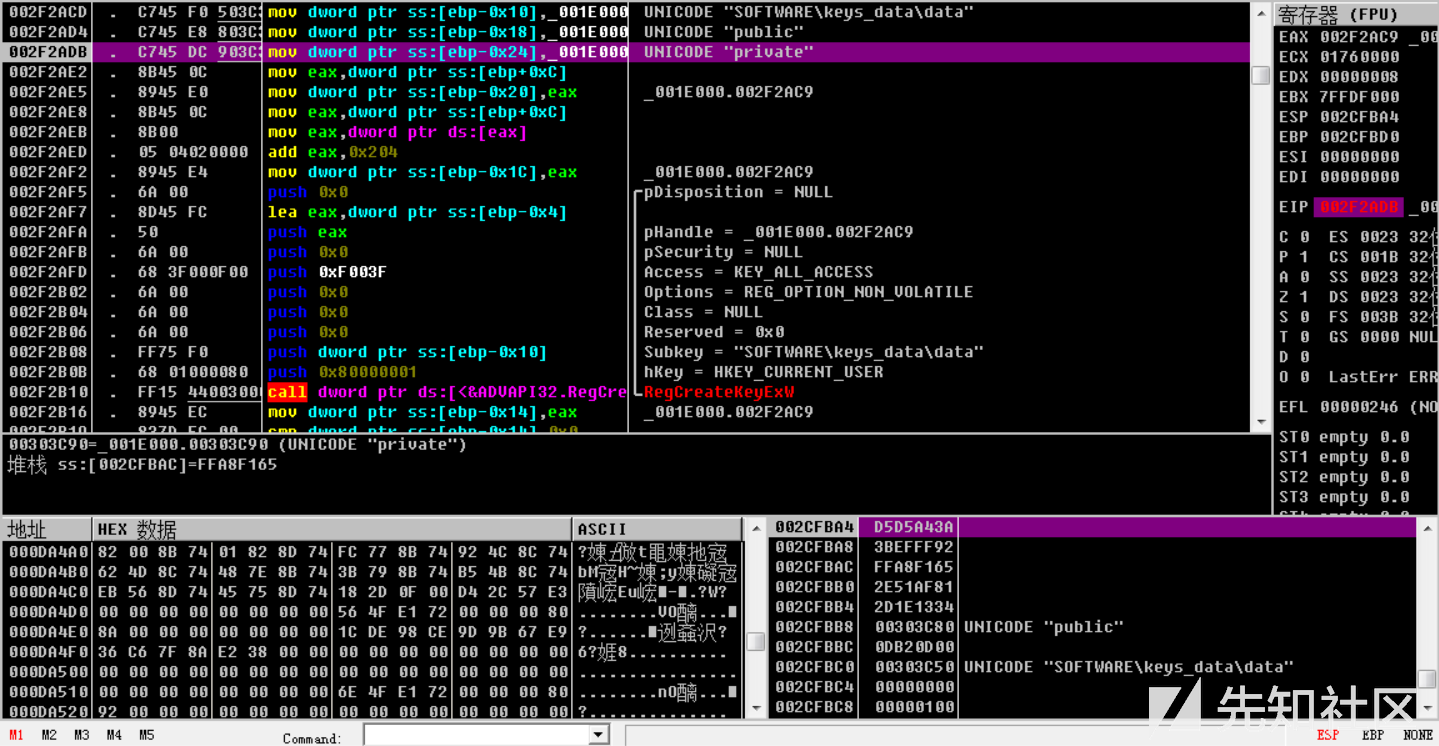 002F2ACD . C745 F0 503C3 mov dword ptr ss:[ebp-0x10],_001E000 UNICODE "SOFTWARE\keys_data\data"
002F2AD4 . C745 E8 803C3 mov dword ptr ss:[ebp-0x18],_001E000 UNICODE "public"
002F2ADB . C745 DC 903C3 mov dword ptr ss:[ebp-0x24],_001E000 UNICODE "private"
002F2AE2 . 8B45 0C mov eax,dword ptr ss:[ebp+0xC]
002F2AE5 . 8945 E0 mov dword ptr ss:[ebp-0x20],eax _001E000.002F2AC9
002F2AE8 . 8B45 0C mov eax,dword ptr ss:[ebp+0xC]
002F2AEB . 8B00 mov eax,dword ptr ds:[eax]
002F2AED . 05 04020000 add eax,0x204
002F2AF2 . 8945 E4 mov dword ptr ss:[ebp-0x1C],eax _001E000.002F2AC9
002F2AF5 . 6A 00 push 0x0 pDisposition = NULL
002F2AF7 . 8D45 FC lea eax,dword ptr ss:[ebp-0x4]
002F2AFA . 50 push eax pHandle = _001E000.002F2AC9
002F2AFB . 6A 00 push 0x0 pSecurity = NULL
002F2AFD . 68 3F000F00 push 0xF003F Access = KEY_ALL_ACCESS
002F2B02 . 6A 00 push 0x0 Options = REG_OPTION_NON_VOLATILE
002F2B04 . 6A 00 push 0x0 Class = NULL
002F2B06 . 6A 00 push 0x0 Reserved = 0x0
002F2B08 . FF75 F0 push dword ptr ss:[ebp-0x10] Subkey = "SOFTWARE\keys_data\data"
002F2B0B . 68 01000080 push 0x80000001 hKey = HKEY_CURRENT_USER
002F2B10 . FF15 44003000 call dword ptr ds:[<&ADVAPI32.RegCre RegCreateKeyExW
002F2B16 . 8945 EC mov dword ptr ss:[ebp-0x14],eax _001E000.002F2AC9
00303C90=_001E000.00303C90 (UNICODE "private")
堆栈 ss:[002CFBAC]=FFA8F165
寄存器 (FPU)
EAX 002F2AC9 _00
ECX 01760000
EDX 00000008
EBX 7FFDF000
ESP 002CFBA4
EBP 002CFBD0
ESI 00000000
EDI 00000000
EIP 002F2ADB _00
C 0 ES 0023 32
P 1 CS 001B 32
A 0 SS 0023 32
Z 1 DS 0023 32
S 0 FS 003B 32
T 0 GS 0000 NUL
D 0
O 0 LastErr ERR
EFL 00000246 (NO
ST0 empty 0.0
ST1 empty 0.0
ST2 empty 0.0
ST3 empty 0.0
地址 HEX 数据 ASCII
000DA4A0 82 00 8B 74 01 82 8D 74 FC 77 8B 74 92 4C 8C 74
000DA4B0 62 4D 8C 74 48 7E 8B 74 3B 79 8B 74 B5 4B 8C 74
000DA4C0 EB 56 8D 74 45 75 8D 74 18 2D 0F 00 D4 2C 57 E3
000DA4D0 00 00 00 00 00 00 00 00 56 4F E1 72 00 00 00 80
000DA4E0 8A 00 00 00 00 00 00 00 1C DE 98 CE 9D 9B 67 E9
000DA4F0 36 C6 7F 8A E2 38 00 00 00 00 00 00 00 00 00 00
000DA500 00 00 00 00 00 00 00 00 00 00 00 00 00 00 00 00 ................
000DA510 00 00 00 00 00 00 00 00 6E 4F E1 72 00 00 00 80
000DA520 92 00 00 00 00 00 00 00 00 00 00 00 00 00 00 00 ?...............
002CFBA4 D5D5A43A
002CFBA8 3BEFFF92
002CFBAC FFA8F165
002CFBB0 2E51AF81
002CFBB4 2D1E1334
002CFBB8 00303C80 UNICODE "public"
002CFBBC 0DB20D00
002CFBC0 00303C50 UNICODE "SOFTWARE\keys_data\data"
002CFBC4 00000000
002CFBC8 00000100
先知社区
M1 M2 M3 M4 M5 Command: ESP EBP NONE